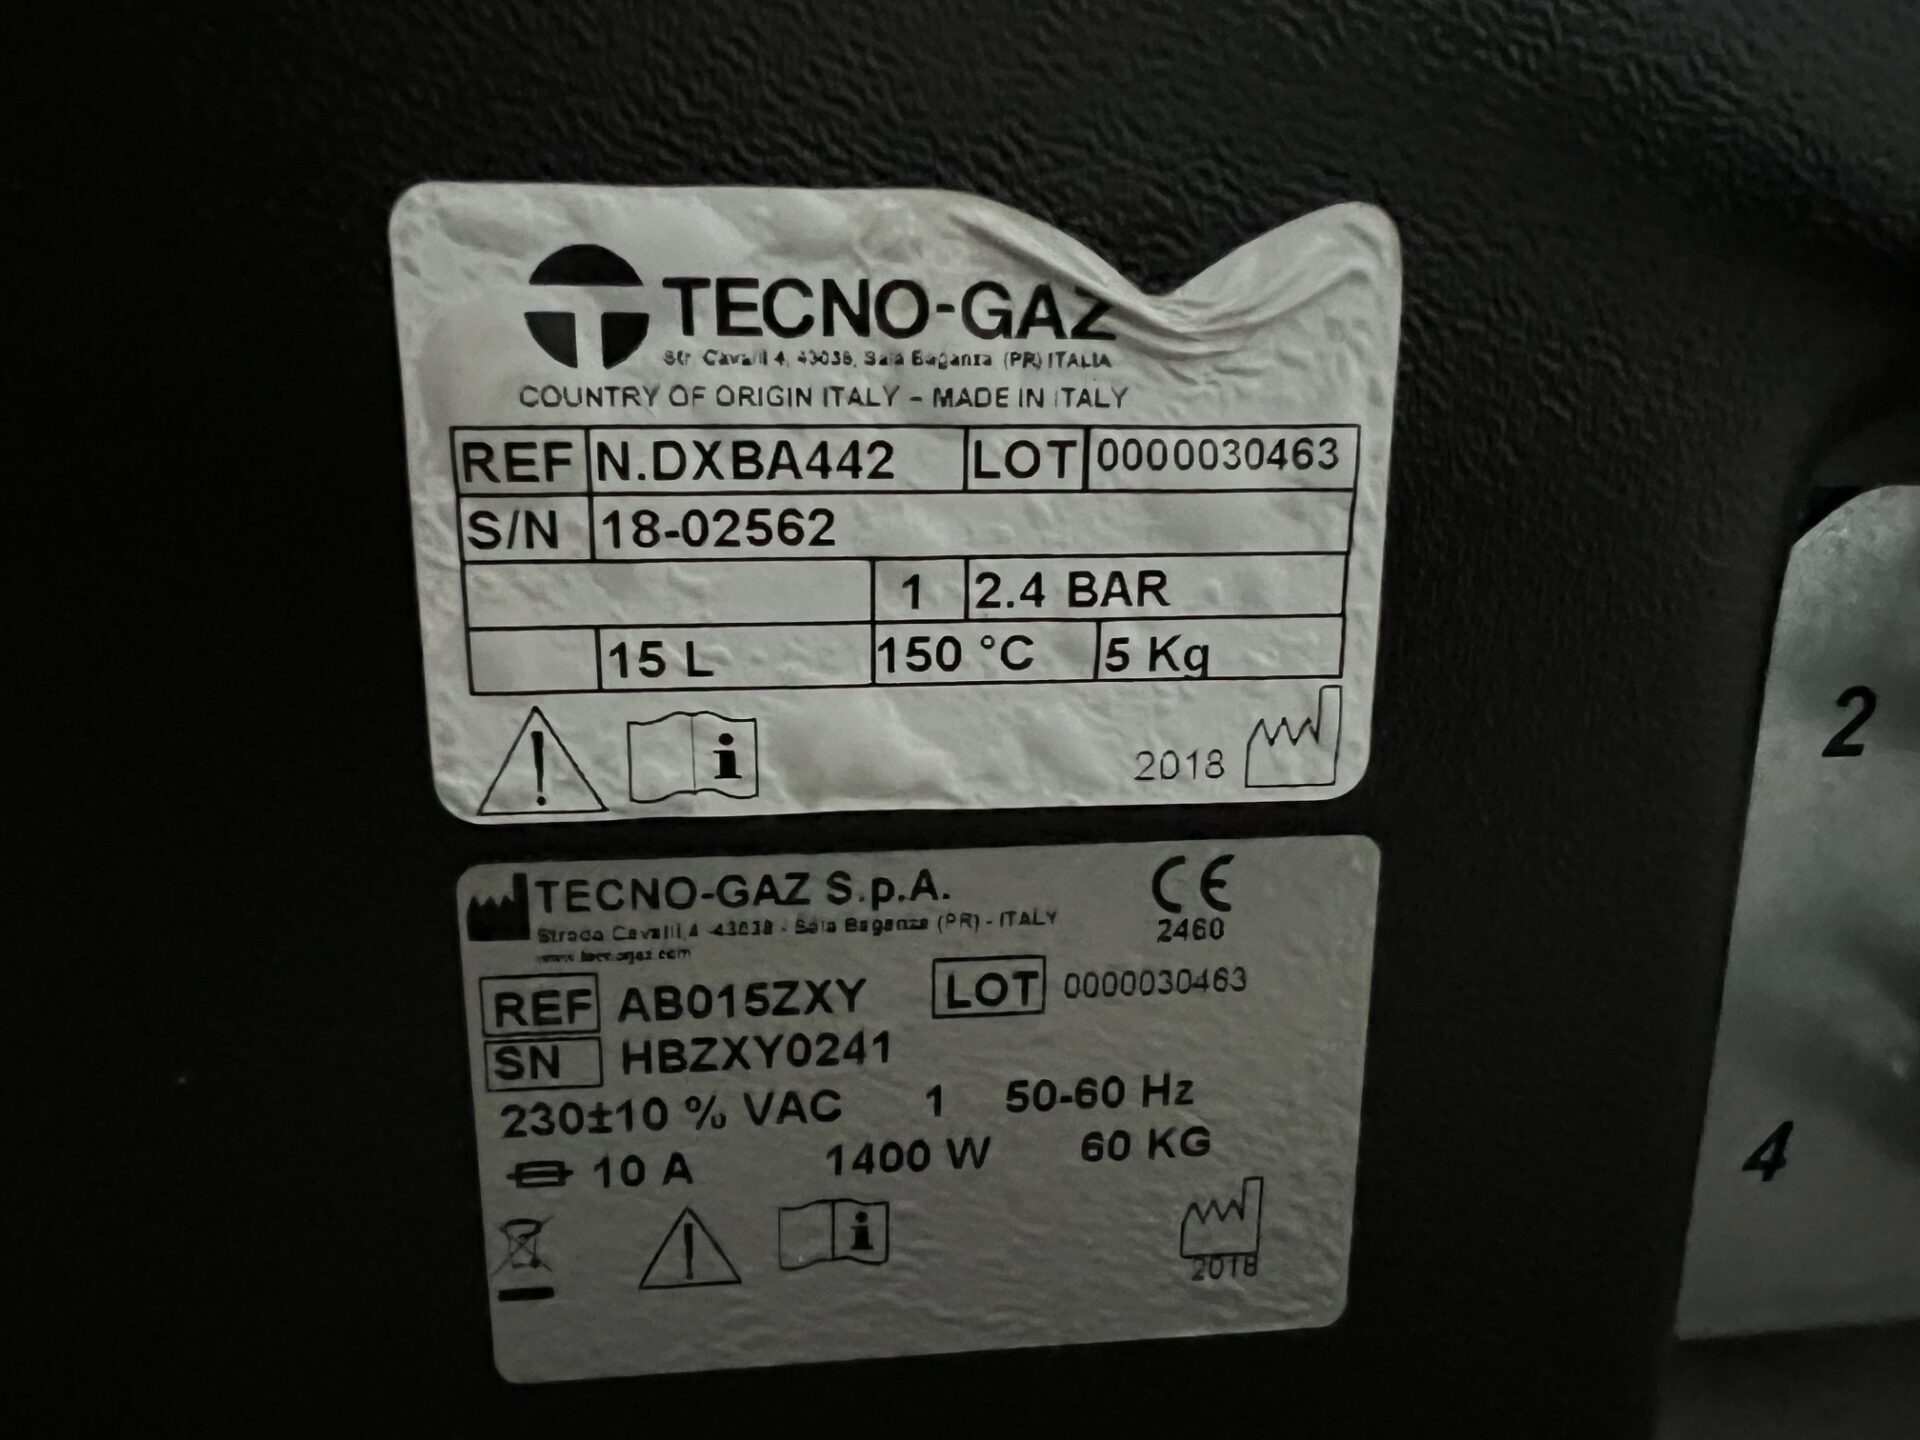 TECNO-GAZ
Str. Cavalli 4, 43038, Sala Baganza (PR) ITALIA
COUNTRY OF ORIGIN ITALY - MADE IN ITALY
REF N.DXBA442 LOT 0000030463
S/N 18-02562
1 2.4 BAR
15 L 150 °C 5 Kg
! i 2018
TECNO-GAZ S.p.A. CE
Strada Cavalli,4 43038 - Sala Baganza (PR) - ITALY 2460
www.tecnogaz.com
REF AB015ZXY LOT 0000030463
SN HBZXY0241
230±10 % VAC 1 50-60 Hz
10 A 1400 W 60 KG
! i
2018
2
4